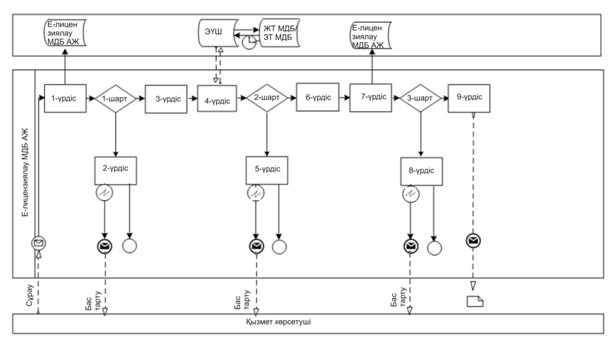 Е-лицен
зиялау
МДБ АЖ
ЭҮШ
ЖТ МДБ/
ЗТ МДБ
Е-лицен
зиялау
МДБ АЖ
Е-лицензиялау МДБ АЖ
1-үрдіс
1-шарт
3-үрдіс
4-үрдіс
2-шарт
6-үрдіс
7-үрдіс
3-шарт
9-үрдіс
2-үрдіс
5-үрдіс
8-үрдіс
Сұрау
Бас
тарту
Бас
тарту
Бас
тарту
Қызмет көрсетуші